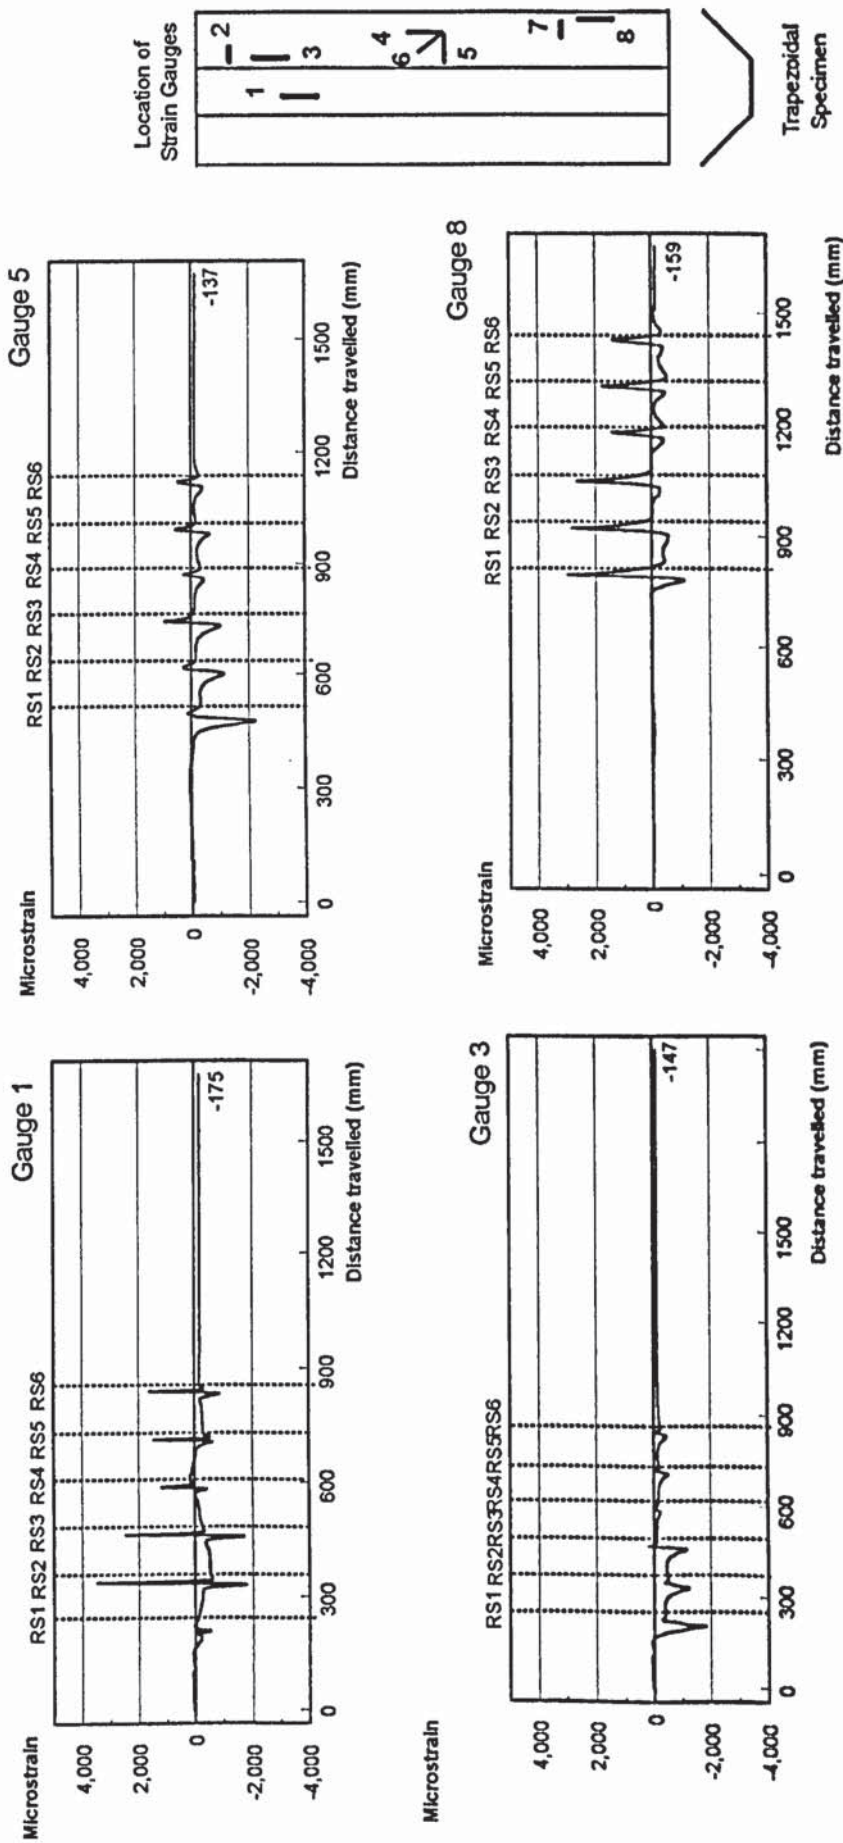 Gauge 1
Microstrain
4,000
2,000
0
-2,000
-4,000
RS1 RS2 RS3 RS4 RS5 RS6
-175
0 300 600 900 1200 1500
Distance travelled (mm)
Gauge 5
Microstrain
4,000
2,000
0
-2,000
-4,000
RS1 RS2 RS3 RS4 RS5 RS6
-137
0 300 600 900 1200 1500
Distance travelled (mm)
Location of
Strain Gauges
1
2
3
4
6
5
7
8
Gauge 3
Microstrain
4,000
2,000
0
-2,000
-4,000
RS1 RS2RS3RS4RS5RS6
-147
0 300 600 900 1200 1500
Distance travelled (mm)
Gauge 8
Microstrain
4,000
2,000
0
-2,000
-4,000
RS1 RS2 RS3 RS4 RS5 RS6
-159
0 300 600 900 1200 1500
Distance travelled (mm)
Trapezoidal
Specimen